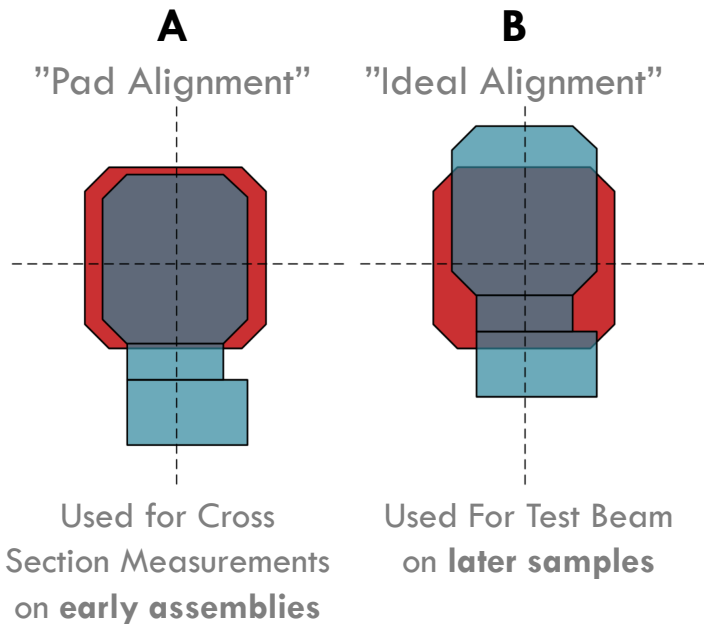 A
”Pad Alignment”
Used for Cross
Section Measurements
on early assemblies
B
”Ideal Alignment”
Used For Test Beam
on later samples